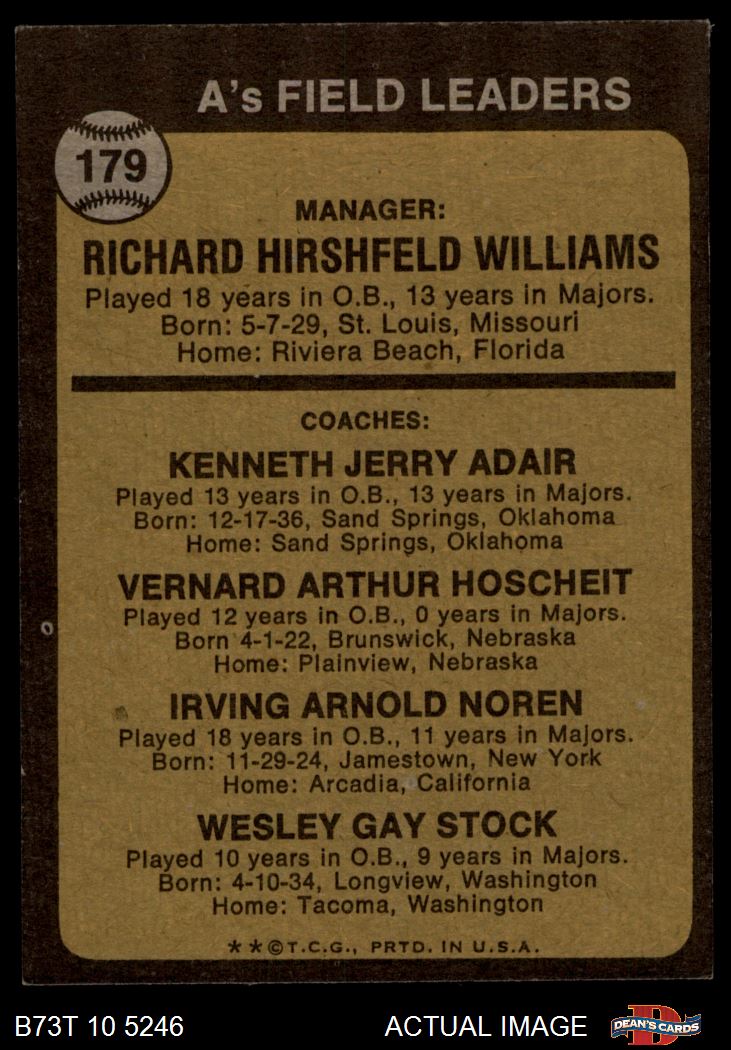 A's FIELD LEADERS
179
MANAGER:
RICHARD HIRSHFELD WILLIAMS
Played 18 years in O.B., 13 years in Majors.
Born: 5-7-29, St. Louis, Missouri
Home: Riviera Beach, Florida
COACHES:
KENNETH JERRY ADAIR
Played 13 years in O.B., 13 years in Majors.
Born: 12-17-36, Sand Springs, Oklahoma
Home: Sand Springs, Oklahoma
VERNARD ARTHUR HOSCHEIT
Played 12 years in O.B., 0 years in Majors.
Born 4-1-22, Brunswick, Nebraska
Home: Plainview, Nebraska
IRVING ARNOLD NOREN
Played 18 years in O.B., 11 years in Majors.
Born: 11-29-24, Jamestown, New York
Home: Arcadia, California
WESLEY GAY STOCK
Played 10 years in O.B., 9 years in Majors.
Born: 4-10-34, Longview, Washington
Home: Tacoma, Washington
**©T.C.G., PRTD. IN U.S.A.
B73T 10 5246 ACTUAL IMAGE D DEAN'S CARDS